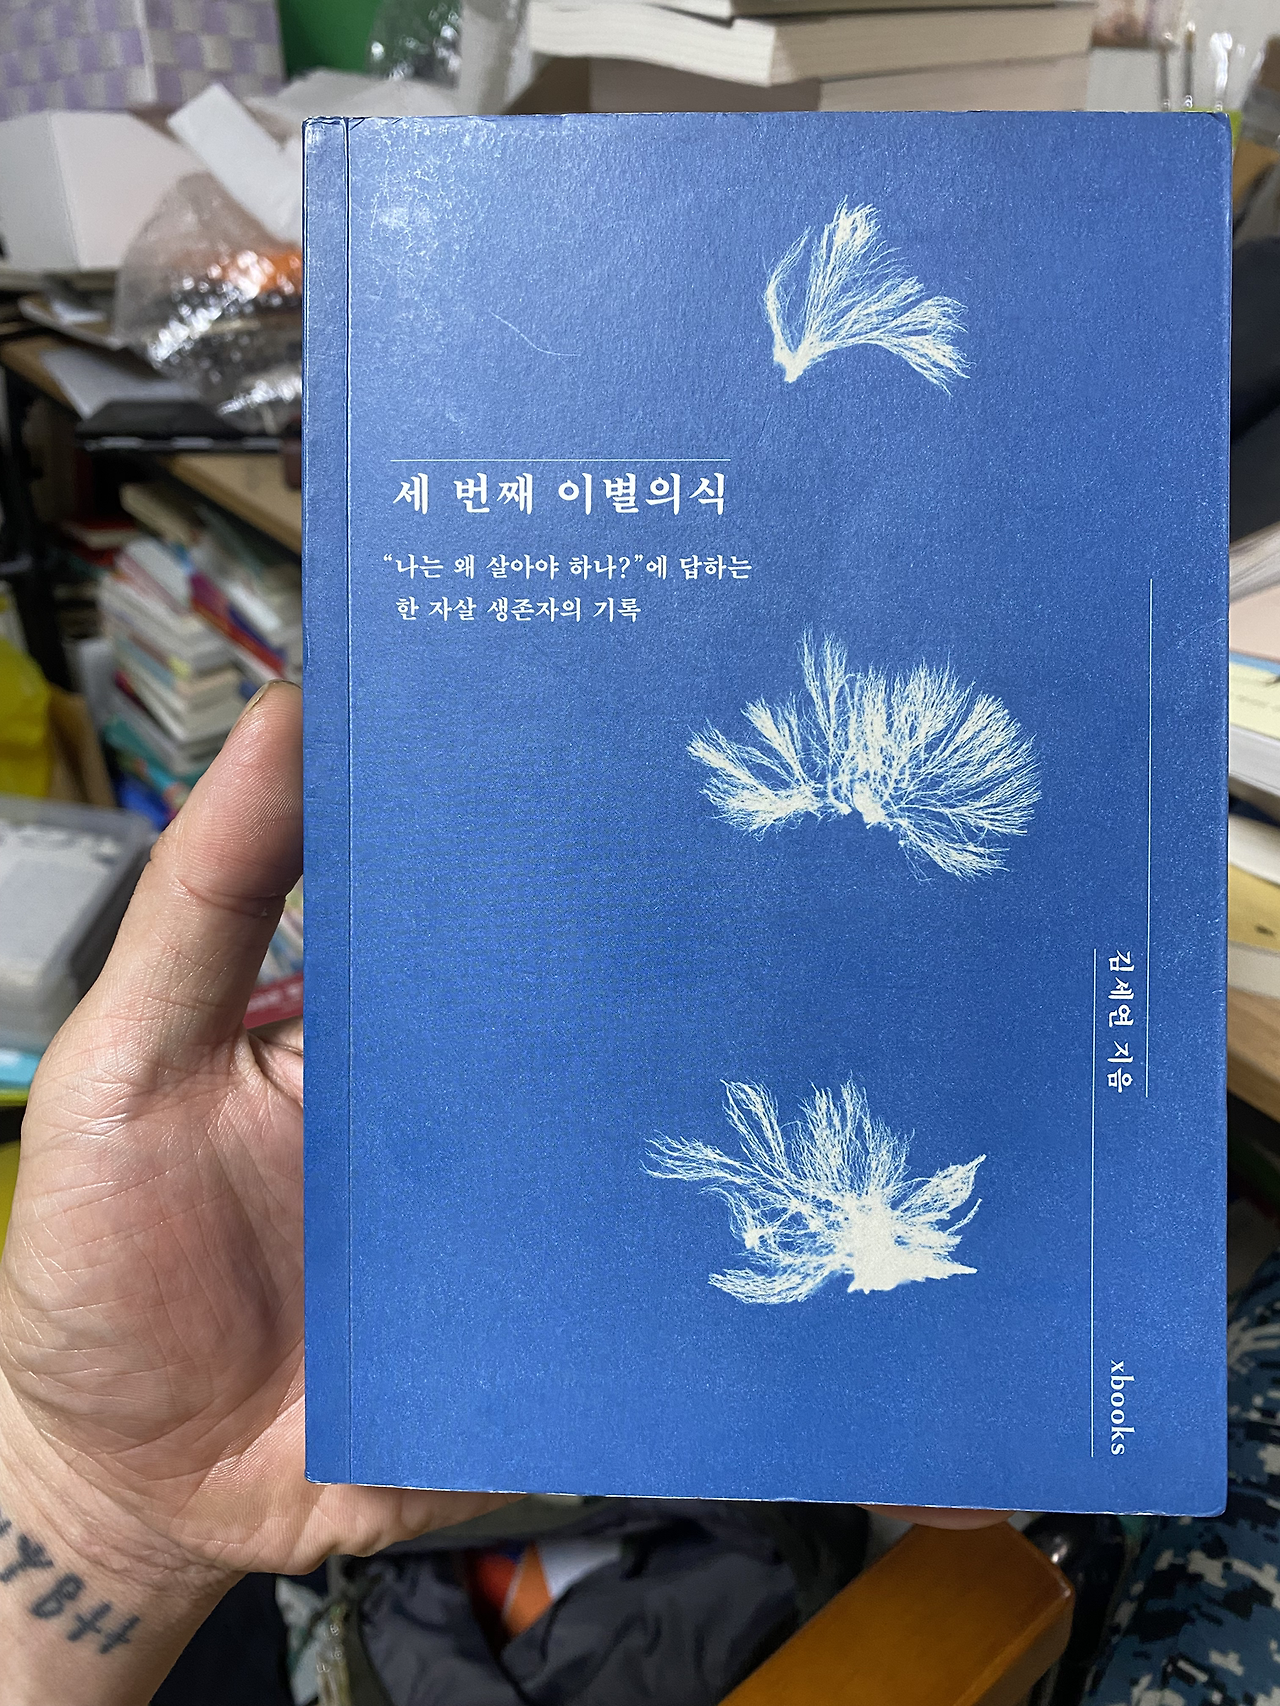 세 번째 이별의식
“나는 왜 살아야 하나?”에 답하는
한 자살 생존자의 기록
김세연 지음
xbooks